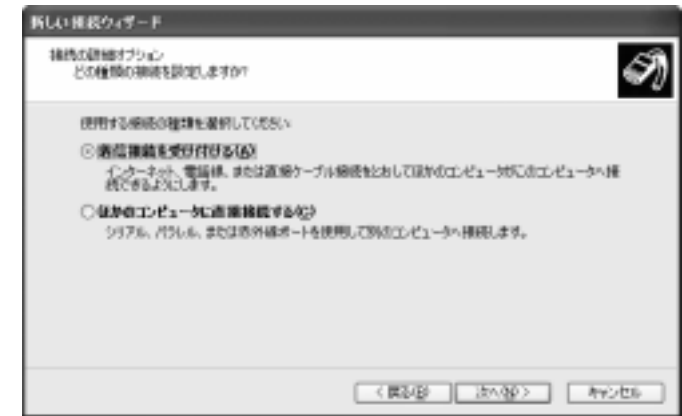 新しい接続ウィザード
接続の詳細オプション
どの種類の接続を設定しますか?
使用する接続の種類を選択してください
着信接続を受け付ける(A)
インターネット、電話線、または直接ケーブル接続をとおしてほかのコンピュータがこのコンピュータへ接
続できるようにします。
ほかのコンピュータに直接接続する(C)
シリアル、パラレル、または赤外線ポートを使用して別のコンピュータへ接続します。
< 戻る(B)
次へ(N) >
キャンセル